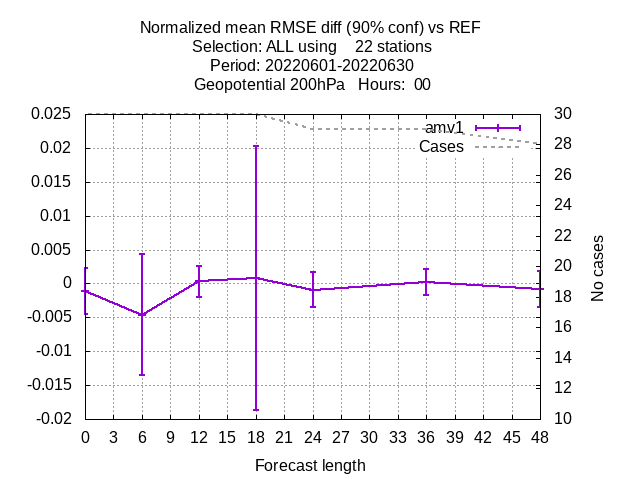 Normalized mean RMSE diff (90% conf) vs REF
Selection: ALL using    22 stations
Period: 20220601-20220630
Geopotential 200hPa   Hours:  00
0.025
0.02
0.015
0.01
0.005
0
-0.005
-0.01
-0.015
-0.02
amv1
Cases
30
28
26
24
22
20
18
16
14
12
10
No cases
0 3 6 9 12 15 18 21 24 27 30 33 36 39 42 45 48
Forecast length